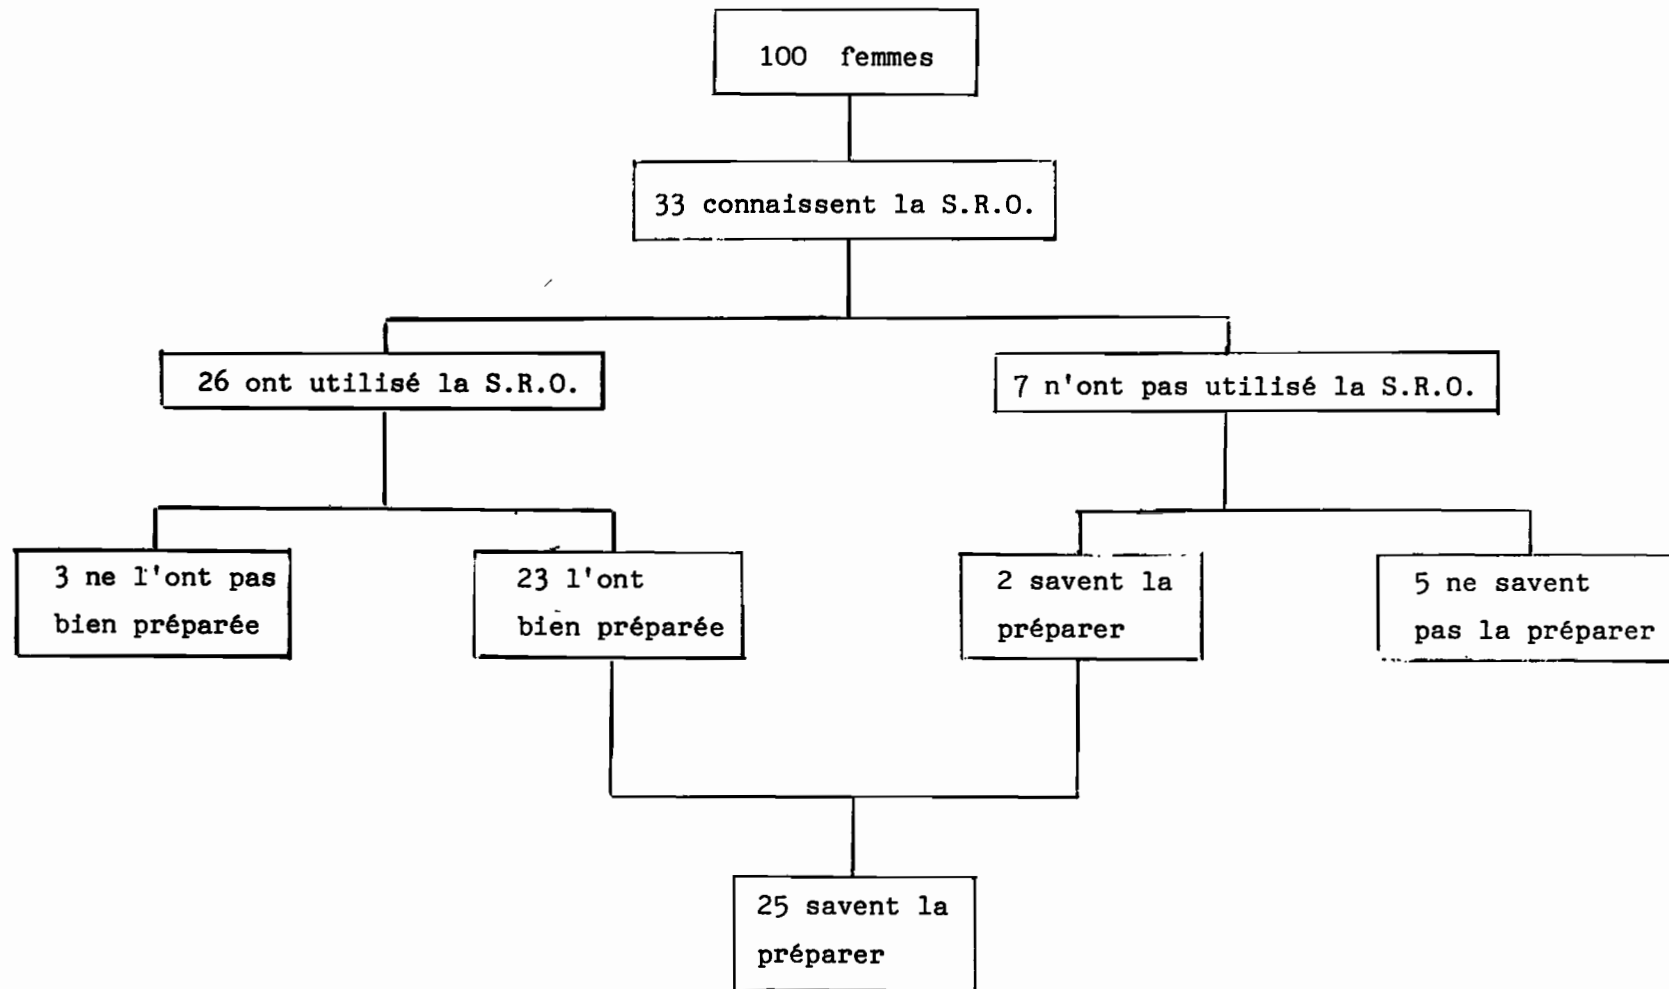 100 femmes
33 connaissent la S.R.O.
26 ont utilisé la S.R.O.
7 n'ont pas utilisé la S.R.O.
3 ne l'ont pas
bien préparée
23 l'ont
bien préparée
2 savent la
préparer
5 ne savent
pas la préparer
25 savent la
préparer